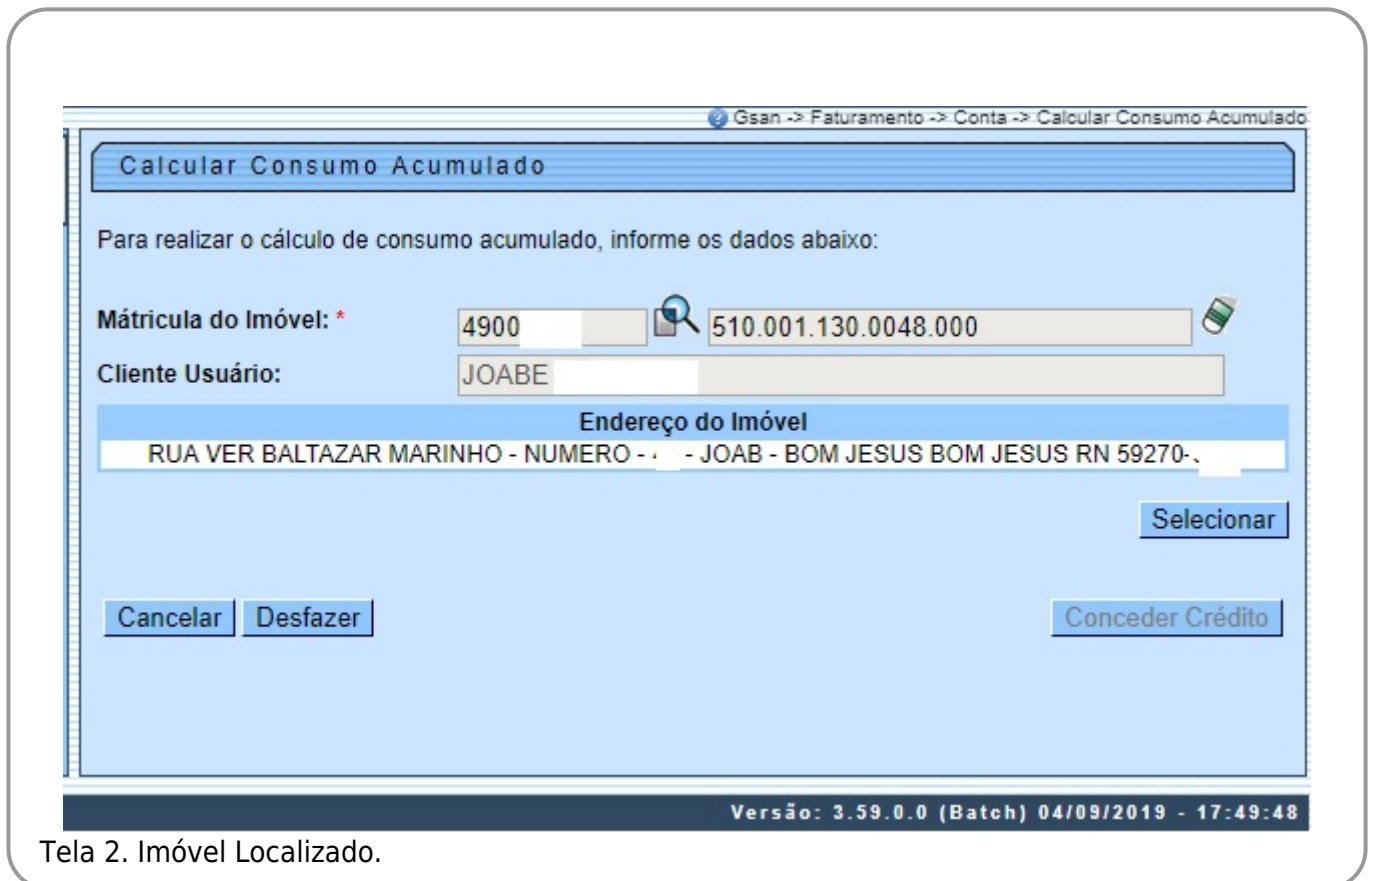 Gsan -> Faturamento -> Conta -> Calcular Consumo Acumulado
Calcular Consumo Acumulado
Para realizar o cálculo de consumo acumulado, informe os dados abaixo:
Mátricula do Imóvel: * 4900 510.001.130.0048.000
Cliente Usuário: JOABE
Endereço do Imóvel
RUA VER BALTAZAR MARINHO - NUMERO - - JOAB - BOM JESUS BOM JESUS RN 59270-
Selecionar
Cancelar Desfazer Conceder Crédito
Versão: 3.59.0.0 (Batch) 04/09/2019 - 17:49:48
Tela 2. Imóvel Localizado.